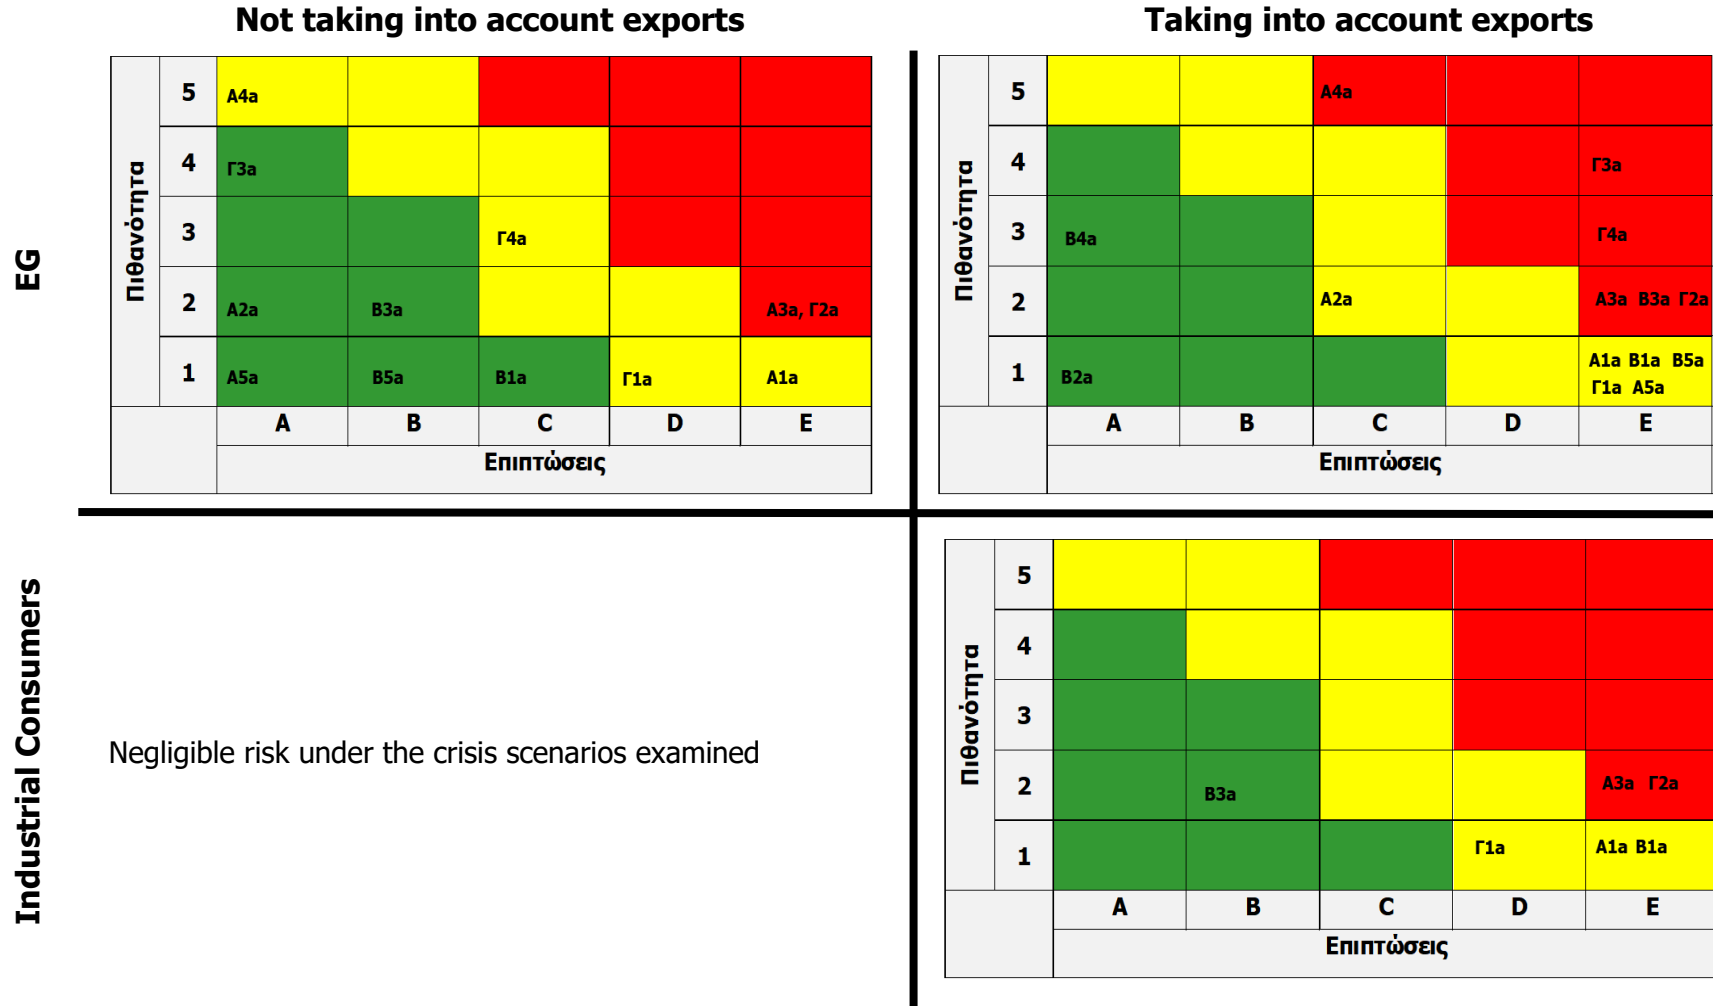 Not taking into account exports
Taking into account exports
EG
Πιθανότητα
5
A4a
4
Γ3a
3
Γ4a
2
A2a
B3a
A3a, Γ2a
1
A5a
B5a
B1a
Γ1a
A1a
A
B
C
D
E
Επιπτώσεις
Πιθανότητα
5
A4a
4
Γ3a
3
B4a
Γ4a
2
A2a
A3a B3a Γ2a
1
B2a
A1a B1a B5a
Γ1a A5a
A
B
C
D
E
Επιπτώσεις
Industrial Consumers
Negligible risk under the crisis scenarios examined
Πιθανότητα
5
4
3
2
B3a
A3a Γ2a
1
Γ1a
A1a B1a
A
B
C
D
E
Επιπτώσεις